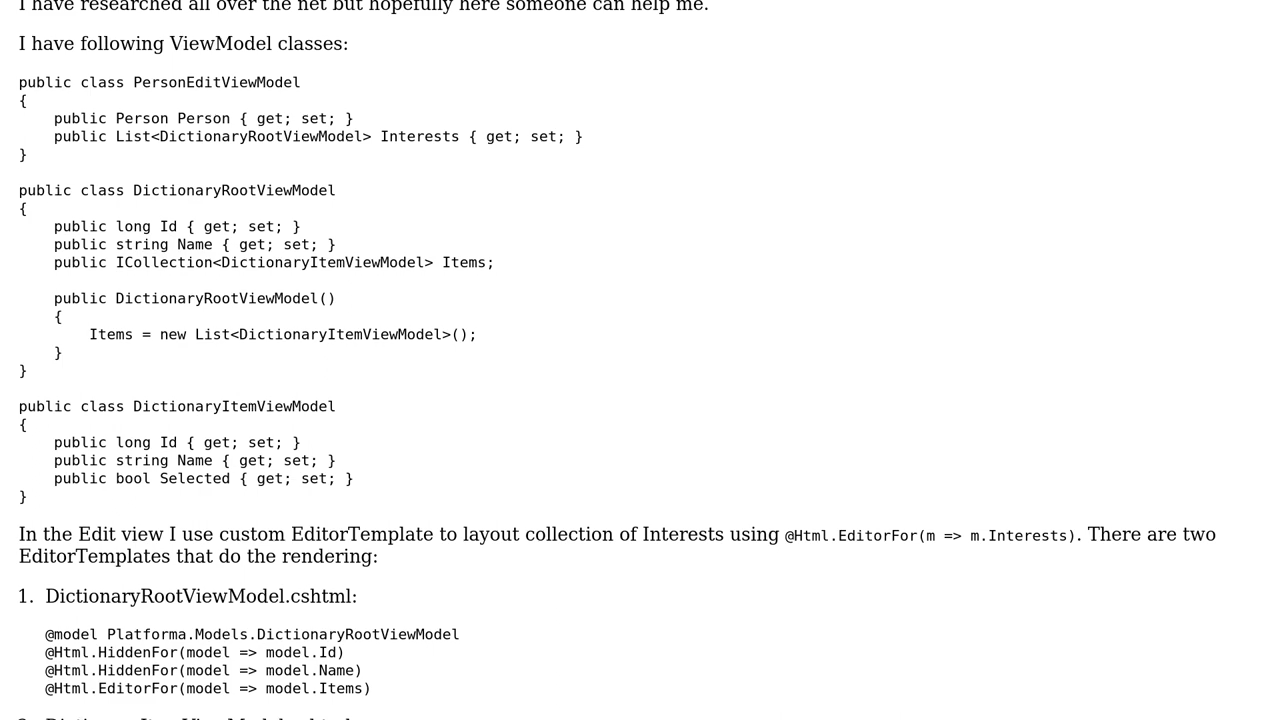 I have researched all over the net but hopefully here someone can help me.
I have following ViewModel classes:
public class PersonEditViewModel
{
    public Person Person { get; set; }
    public List<DictionaryRootViewModel> Interests { get; set; }
}
public class DictionaryRootViewModel
{
    public long Id { get; set; }
    public string Name { get; set; }
    public ICollection<DictionaryItemViewModel> Items;
    public DictionaryRootViewModel()
    {
        Items = new List<DictionaryItemViewModel>();
    }
}
public class DictionaryItemViewModel
{
    public long Id { get; set; }
    public string Name { get; set; }
    public bool Selected { get; set; }
}
In the Edit view I use custom EditorTemplate to layout collection of Interests using @Html.EditorFor(m => m.Interests). There are two
EditorTemplates that do the rendering:
1. DictionaryRootViewModel.cshtml:
@model Platforma.Models.DictionaryRootViewModel
@Html.HiddenFor(model => model.Id)
@Html.HiddenFor(model => model.Name)
@Html.EditorFor(model => model.Items)